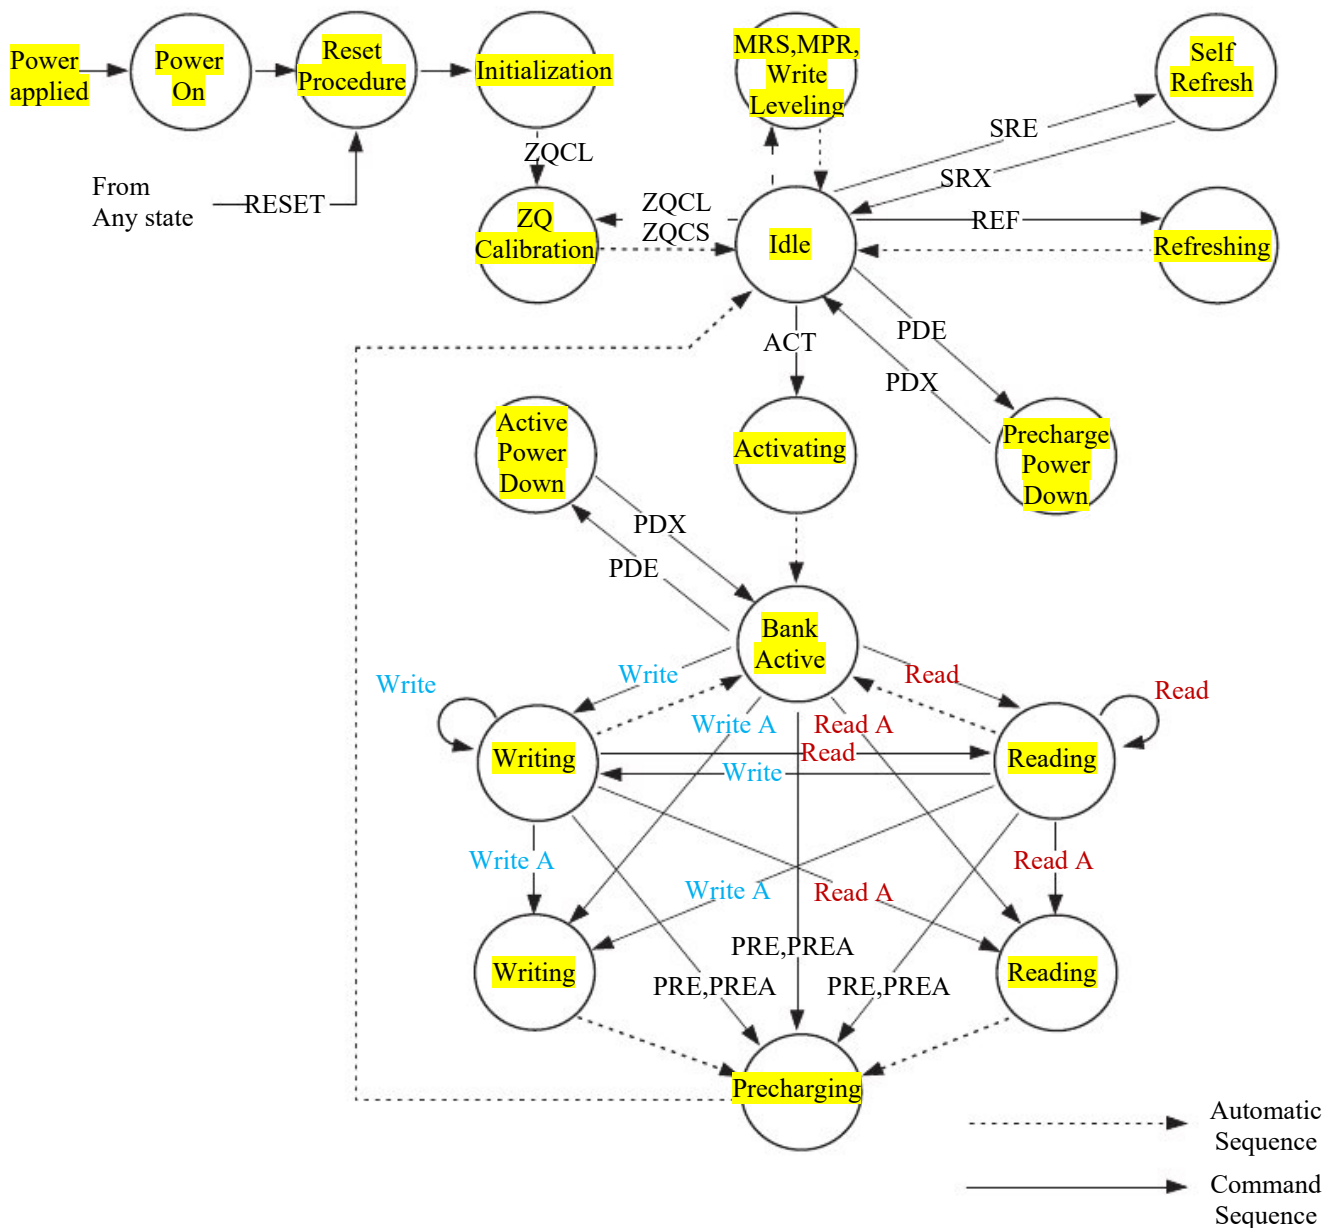 Power
applied
Power
On
Reset
Procedure
Initialization
MRS,MPR,
Write
Leveling
Self
Refresh
SRE
SRX
ZQCL
From
Any state
RESET
ZQ
Calibration
ZQCL
ZQCS
Idle
REF
Refreshing
ACT
PDE
PDX
Active
Power
Down
Activating
Precharge
Power
Down
PDX
PDE
Bank
Active
Write
Write
Read
Read
Write A
Read A
Writing
Read
Write
Reading
Write A
Read A
Write A
Read A
Writing
PRE,PREA
PRE,PREA
PRE,PREA
Reading
Precharging
Automatic
Sequence
Command
Sequence